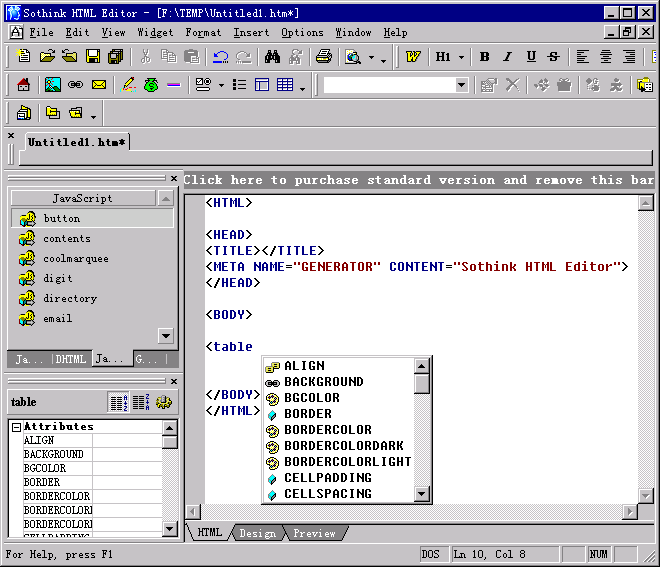 Sothink HTML Editor - [F:\TEMP\Untitled1.htm*]
File Edit View Widget Format Insert Options Window Help
W H1 B I U S
Untitled1.htm*
Click here to purchase standard version and remove this bar
JavaScript
button
contents
coolmarquee
digit
directory
email
Ja... DHTML Ja... G...
table
Attributes
ALIGN
BACKGROUND
BGCOLOR
BORDER
BORDERCOLOR
BORDERCOLOR
BORDERCOLOR
CELLPADDING
<HTML>
<HEAD>
<TITLE></TITLE>
<META NAME="GENERATOR" CONTENT="Sothink HTML Editor">
</HEAD>
<BODY>
<table
</BODY>
</HTML>
ALIGN
BACKGROUND
BGCOLOR
BORDER
BORDERCOLOR
BORDERCOLORDARK
BORDERCOLORLIGHT
CELLPADDING
CELLSPACING
HTML Design Preview
For Help, press F1
DOS Ln 10, Col 8 NUM